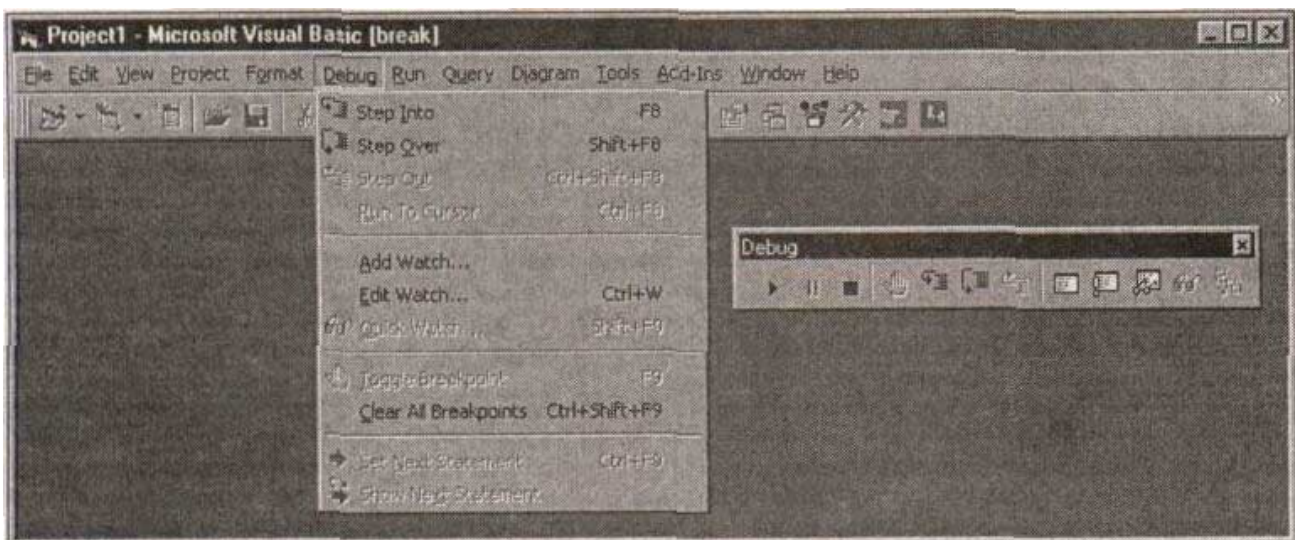 Project1 - Microsoft Visual Basic [break]
File Edit View Project Format Debug Run Query Diagram Tools Add-Ins Window Help
Step Into F8
Step Over Shift+F8
Step Out Ctrl+Shift+F8
Run To Cursor Ctrl+F8
Add Watch...
Edit Watch... Ctrl+W
Quick Watch ... Shift+F9
Toggle Breakpoint F9
Clear All Breakpoints Ctrl+Shift+F9
Set Next Statement Ctrl+F9
Show Next Statement
Debug